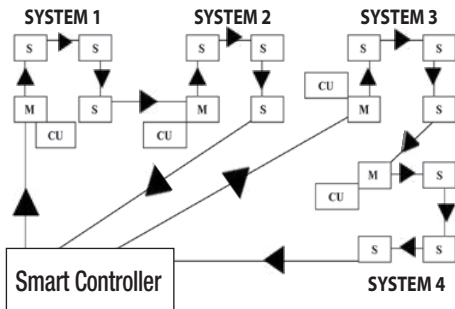 SYSTEM 1 SYSTEM 2 SYSTEM 3
S S S S S S
M S M S M S
CU CU CU
M S
CU
S S
Smart Controller
SYSTEM 4